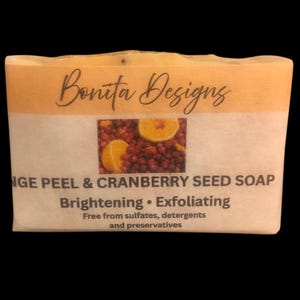 Bonita Designs
NGE PEEL & CRANBERRY SEED SOAP
Brightening • Exfoliating
Free from sulfates, detergents
and preservatives